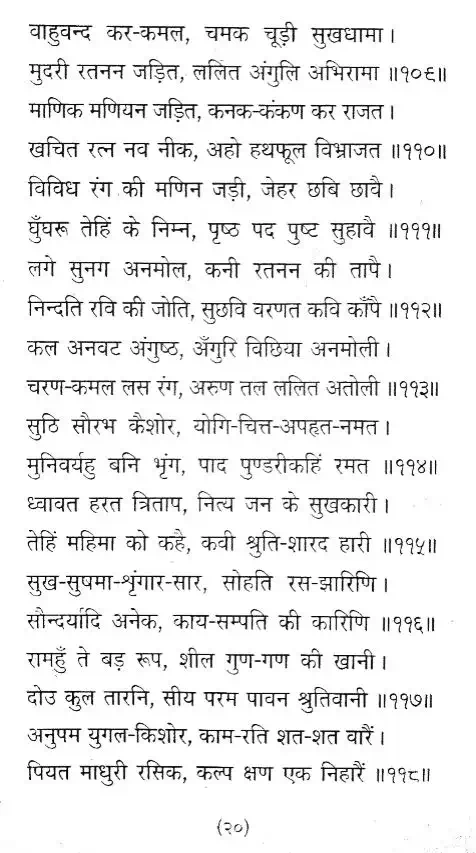 वाहुवन्द कर-कमल, चमक चूड़ी सुखधामा।
मुदरी रतनन जड़ित, ललित अंगुलि अभिरामा ॥१०६॥
माणिक मणियन जड़ित, कनक-कंकण कर राजत।
खचित रत्न नव नीक, अहो हथफूल विभ्राजत ॥११०॥
विविध रंग की मणिन जड़ी, जेहर छबि छावै।
घुँघरू तेहिं के निम्न, पृष्ठ पद पुष्ट सुहावै ॥१११॥
लगे सुनग अनमोल, कनी रतनन की तापै।
निन्दति रवि की जोति, सुछवि वरणत कवि काँपै ॥११२॥
कल अनवट अंगुष्ठ, अँगुरि विछिया अनमोली।
चरण-कमल लस रंग, अरुण तल ललित अतोली ॥११३॥
सुठि सौरभ कैशोर, योगि-चित्त-अपहृत-नमत।
मुनिवर्यहु बनि भृंग, पाद पुण्डरीकहिं रमत ॥११४॥
ध्वावत हरत त्रिताप, नित्य जन के सुखकारी।
तेहिं महिमा को कहै, कवी श्रुति-शारद हारी ॥११५॥
सुख-सुषमा-शृंगार-सार, सोहति रस-झारिणि।
सौन्दर्यादि अनेक, काय-सम्पति की कारिणि ॥११६॥
रामहुँ ते बड़ रूप, शील गुण-गण की खानी।
दोउ कुल तारनि, सीय परम पावन श्रुतिवानी ॥११७॥
अनुपम युगल-किशोर, काम-रति शत-शत वारैं।
पियत माधुरी रसिक, कल्प क्षण एक निहारैं ॥११८॥
(२०)